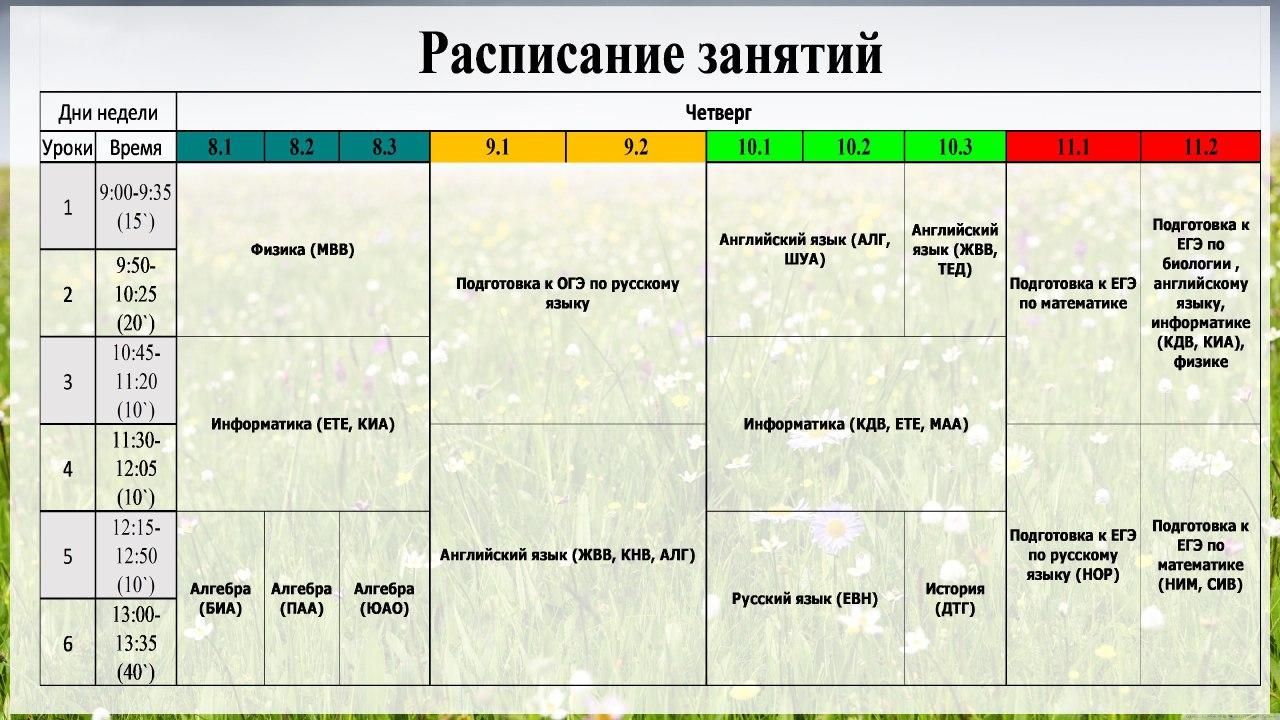 Расписание занятий
Дни недели Четверг
Уроки Время 8.1 8.2 8.3 9.1 9.2 10.1 10.2 10.3 11.1 11.2
1
9:00-9:35
(15`)
2
9:50-
10:25
(20`)
3
10:45-
11:20
(10`)
4
11:30-
12:05
(10`)
5
12:15-
12:50
(10`)
6
13:00-
13:35
(40`)
Физика (МВВ)
Информатика (ЕТЕ, КИА)
Алгебра
(БИА)
Алгебра
(ПАА)
Алгебра
(ЮАО)
Подготовка к ОГЭ по русскому
языку
Английский язык (ЖВВ, КНВ, АЛГ)
Английский язык (АЛГ,
ШУА)
Английский
язык (ЖВВ,
ТЕД)
Информатика (КДВ, ЕТЕ, МАА)
Русский язык (ЕВН)
История
(ДТГ)
Подготовка к ЕГЭ
по математике
Подготовка к ЕГЭ
по русскому
языку (НОР)
Подготовка к
ЕГЭ по
биологии ,
английскому
языку,
информатике
(КДВ, КИА),
физике
Подготовка к
ЕГЭ по
математике
(НИМ, СИВ)